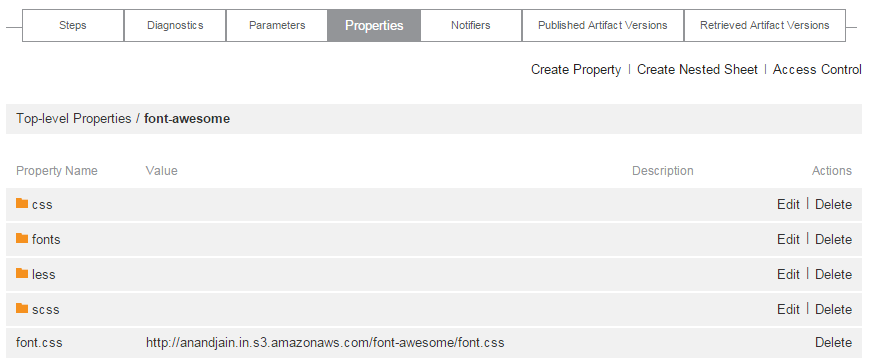 Steps Diagnostics Parameters Properties Notifiers Published Artifact Versions Retrieved Artifact Versions
Create Property | Create Nested Sheet | Access Control
Top-level Properties / font-awesome
Property Name Value Description Actions
css Edit | Delete
fonts Edit | Delete
less Edit | Delete
scss Edit | Delete
font.css http://anandjain.in.s3.amazonaws.com/font-awesome/font.css Delete